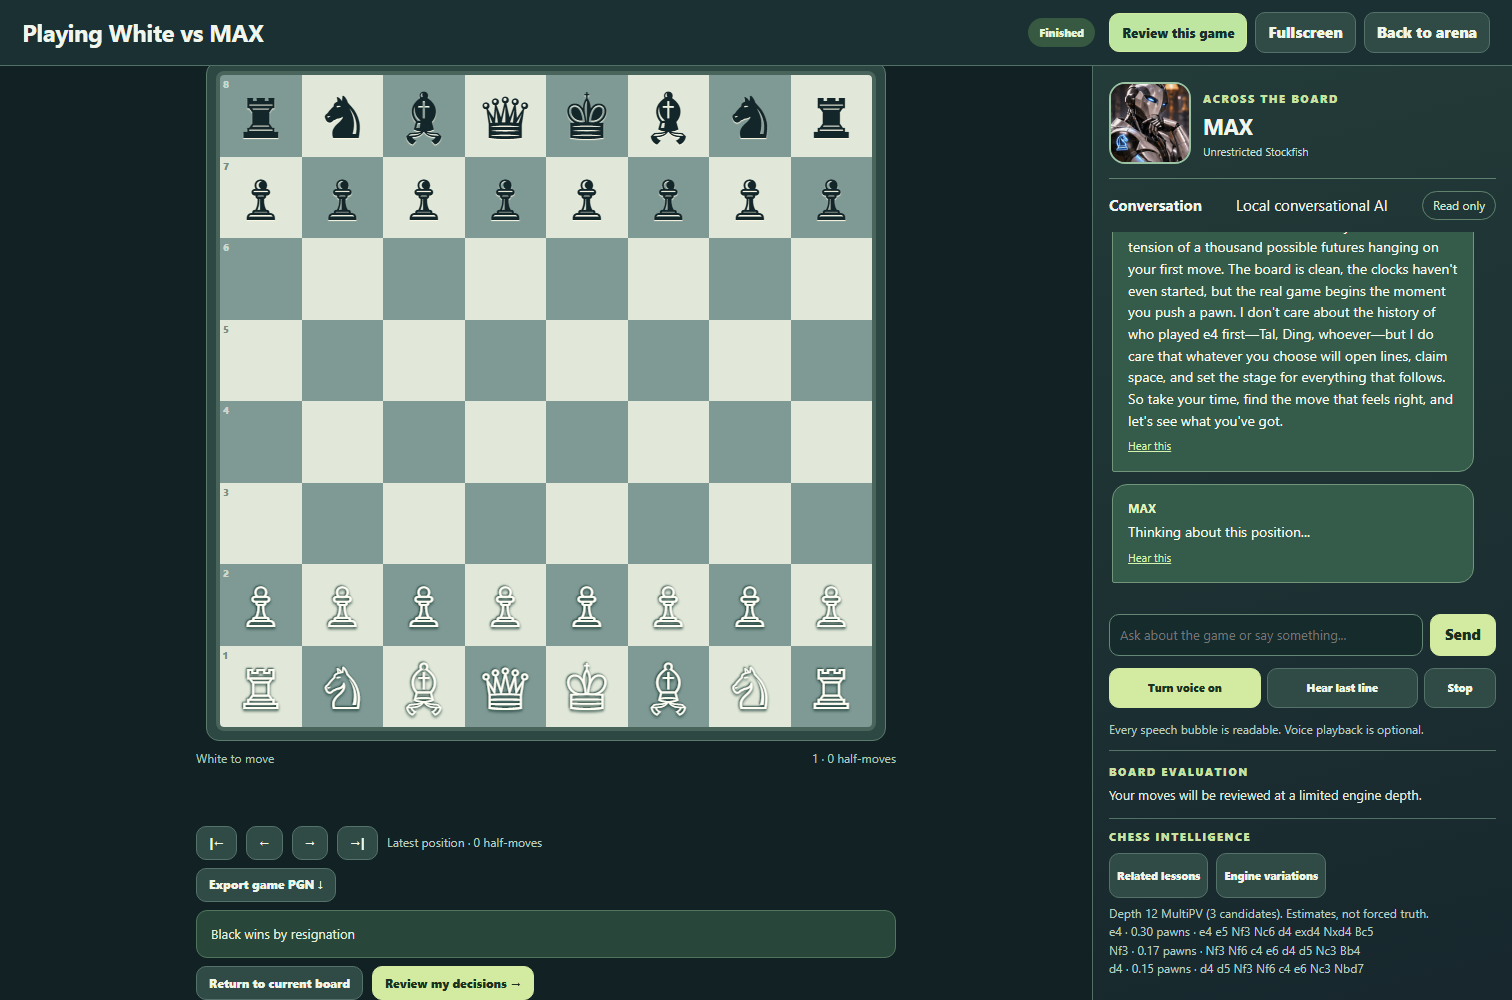 Playing White vs MAX
Finished
Review this game
Fullscreen
Back to arena
8
7
6
5
4
3
2
1
White to move
1 · 0 half-moves
|←
←
→
→|
Latest position · 0 half-moves
Export game PGN ↓
Black wins by resignation
Return to current board
Review my decisions →
ACROSS THE BOARD
MAX
Unrestricted Stockfish
Conversation
Local conversational AI
Read only
tension of a thousand possible futures hanging on
your first move. The board is clean, the clocks haven't
even started, but the real game begins the moment
you push a pawn. I don't care about the history of
who played e4 first—Tal, Ding, whoever—but I do
care that whatever you choose will open lines, claim
space, and set the stage for everything that follows.
So take your time, find the move that feels right, and
let's see what you've got.
Hear this
MAX
Thinking about this position...
Hear this
Ask about the game or say something...
Send
Turn voice on
Hear last line
Stop
Every speech bubble is readable. Voice playback is optional.
BOARD EVALUATION
Your moves will be reviewed at a limited engine depth.
CHESS INTELLIGENCE
Related lessons
Engine variations
Depth 12 MultiPV (3 candidates). Estimates, not forced truth.
e4 · 0.30 pawns · e4 e5 Nf3 Nc6 d4 exd4 Nxd4 Bc5
Nf3 · 0.17 pawns · Nf3 Nf6 c4 e6 d4 d5 Nc3 Bb4
d4 · 0.15 pawns · d4 d5 Nf3 Nf6 c4 e6 Nc3 Nbd7